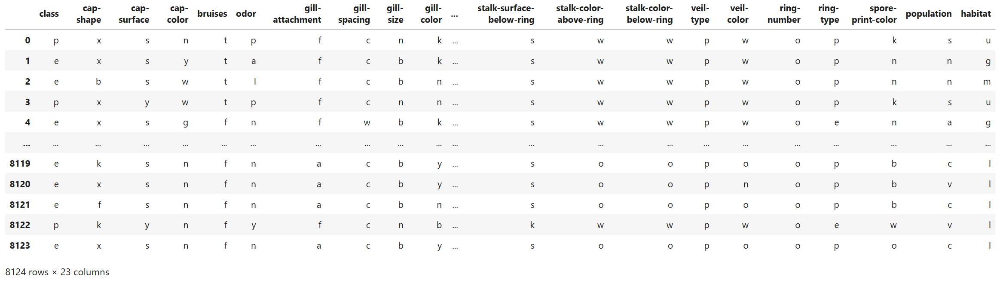 class cap-shape cap-surface cap-color bruises odor gill-attachment gill-spacing gill-size gill-color ... stalk-surface-below-ring stalk-color-above-ring stalk-color-below-ring veil-type veil-color ring-number ring-type spore-print-color population habitat
0 p x s n t p f c n k ... s w w p w o p k s u
1 e x s y t a f c b k ... s w w p w o p n n g
2 e b s w t l f c b n ... s w w p w o p n n m
3 p x y w t p f c n n ... s w w p w o p k s u
4 e x s g f n f w b k ... s w w p w o e n a g
... ... ... ... ... ... ... ... ... ... ... ... ... ... ... ... ... ... ... ... ... ...
8119 e k s n f n a c b y ... s o o p o o p b c l
8120 e x s n f n a c b y ... s o o p n o p b v l
8121 e f s n f n a c b n ... s o o p o o p b c l
8122 p k y n f y f c n b ... k w w p w o e w v l
8123 e x s n f n a c b y ... s o o p o o p o c l
8124 rows × 23 columns